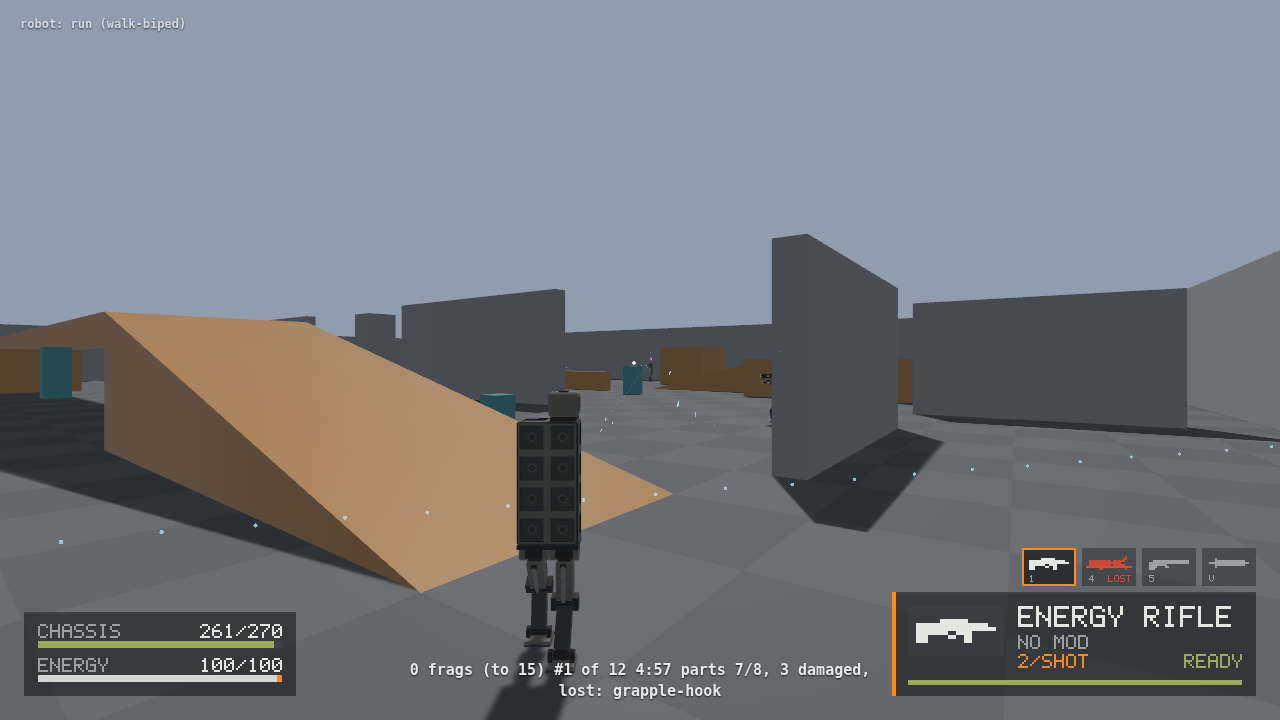 robot: run (walk-biped)
1
4 LOST
5
V
CHASSIS 261/270
ENERGY 100/100
ENERGY RIFLE
NO MOD
2/SHOT READY
0 frags (to 15) #1 of 12 4:57 parts 7/8, 3 damaged,
lost: grapple-hook